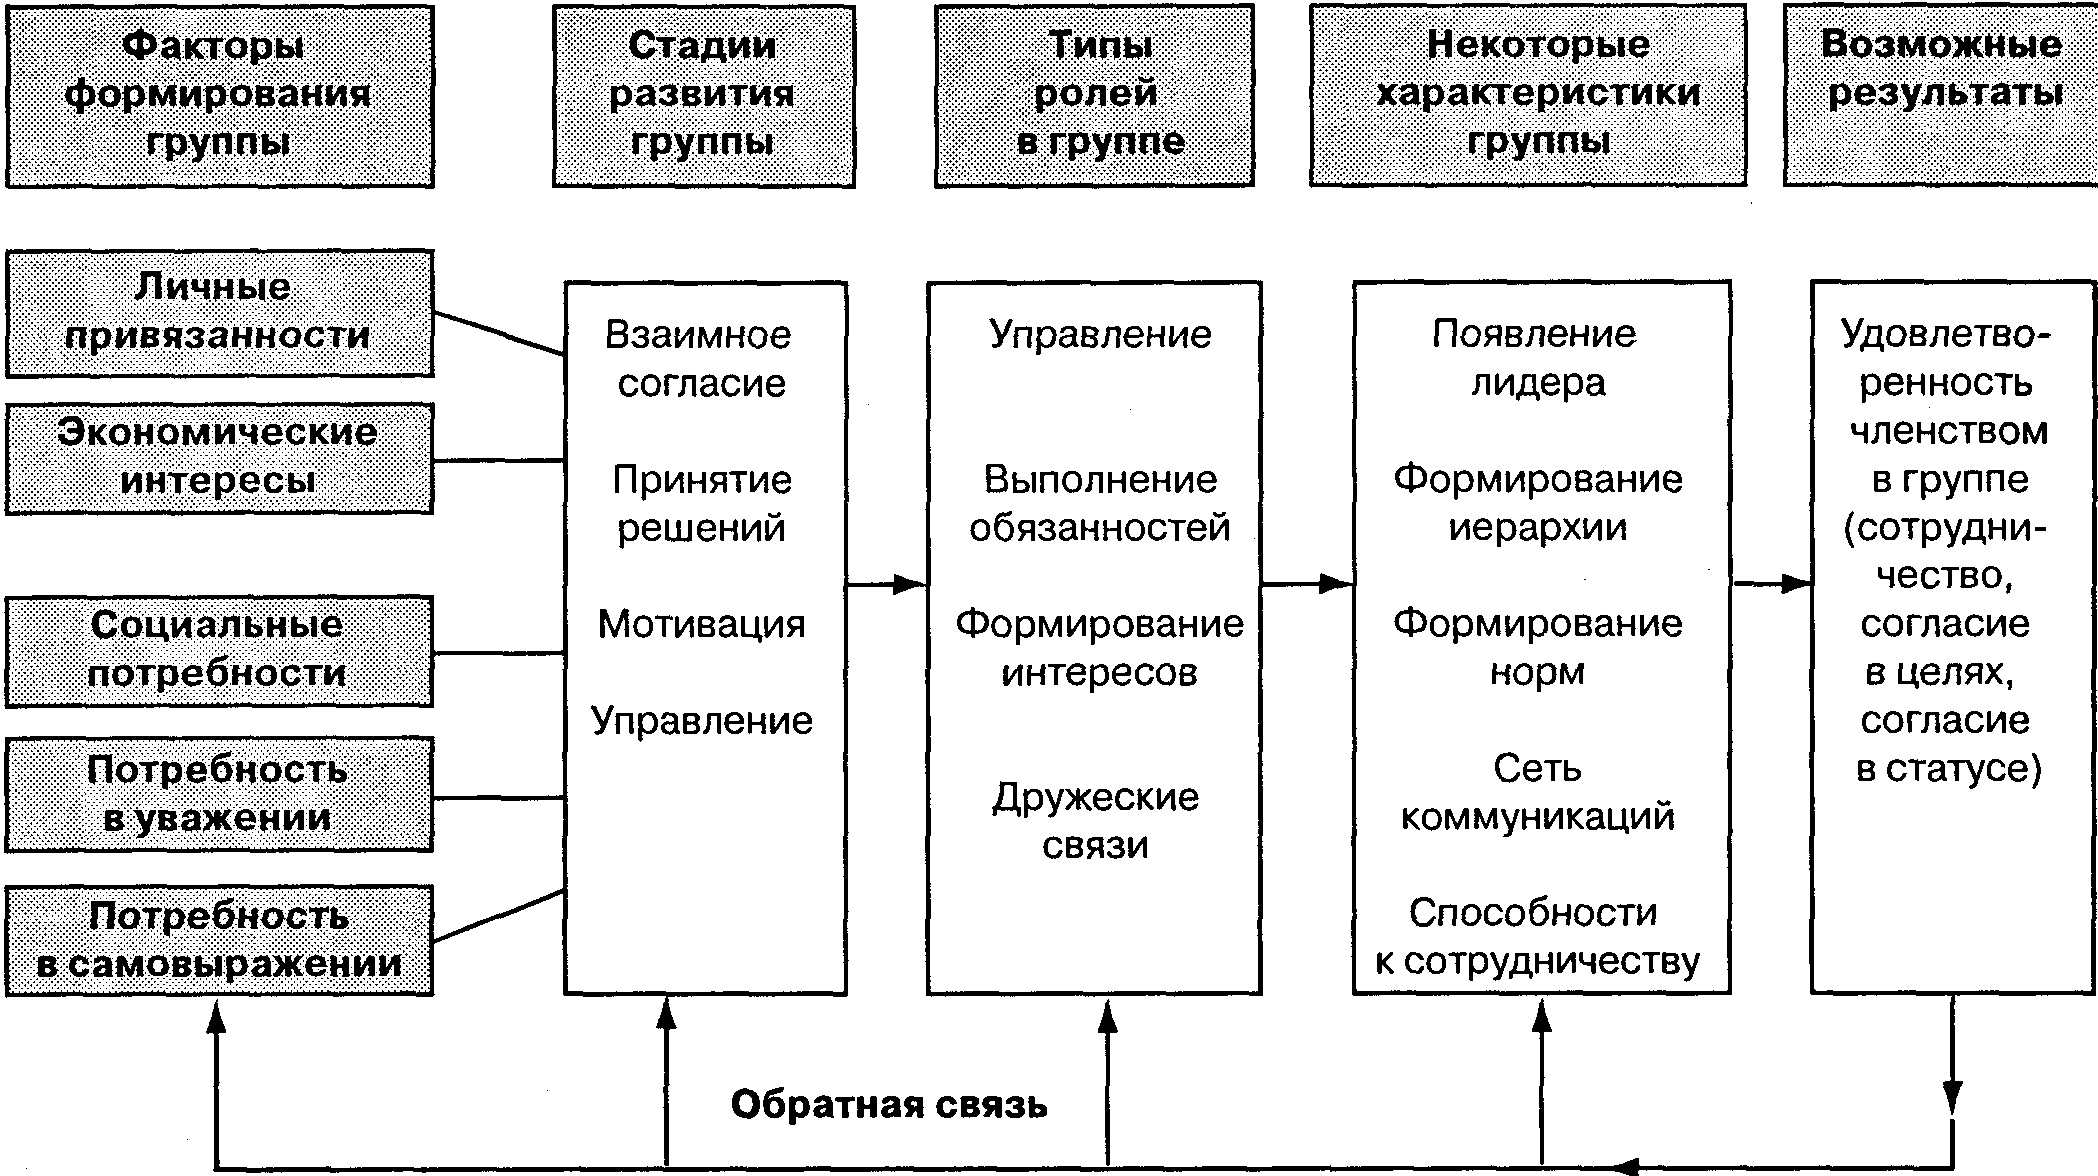 Факторы
формирования
группы
Стадии
развития
группы
Типы
ролей
в группе
Некоторые
характеристики
группы
Возможные
результаты
Личные
привязанности
Экономические
интересы
Социальные
потребности
Потребность
в уважении
Потребность
в самовыражении
Взаимное
согласие
Принятие
решений
Мотивация
Управление
Управление
Выполнение
обязанностей
Формирование
интересов
Дружеские
связи
Появление
лидера
Формирование
иерархии
Формирование
норм
Сеть
коммуникаций
Способности
к сотрудничеству
Удовлетво-
ренность
членством
в группе
(сотрудни-
чество,
согласие
в целях,
согласие
в статусе)
Обратная связь